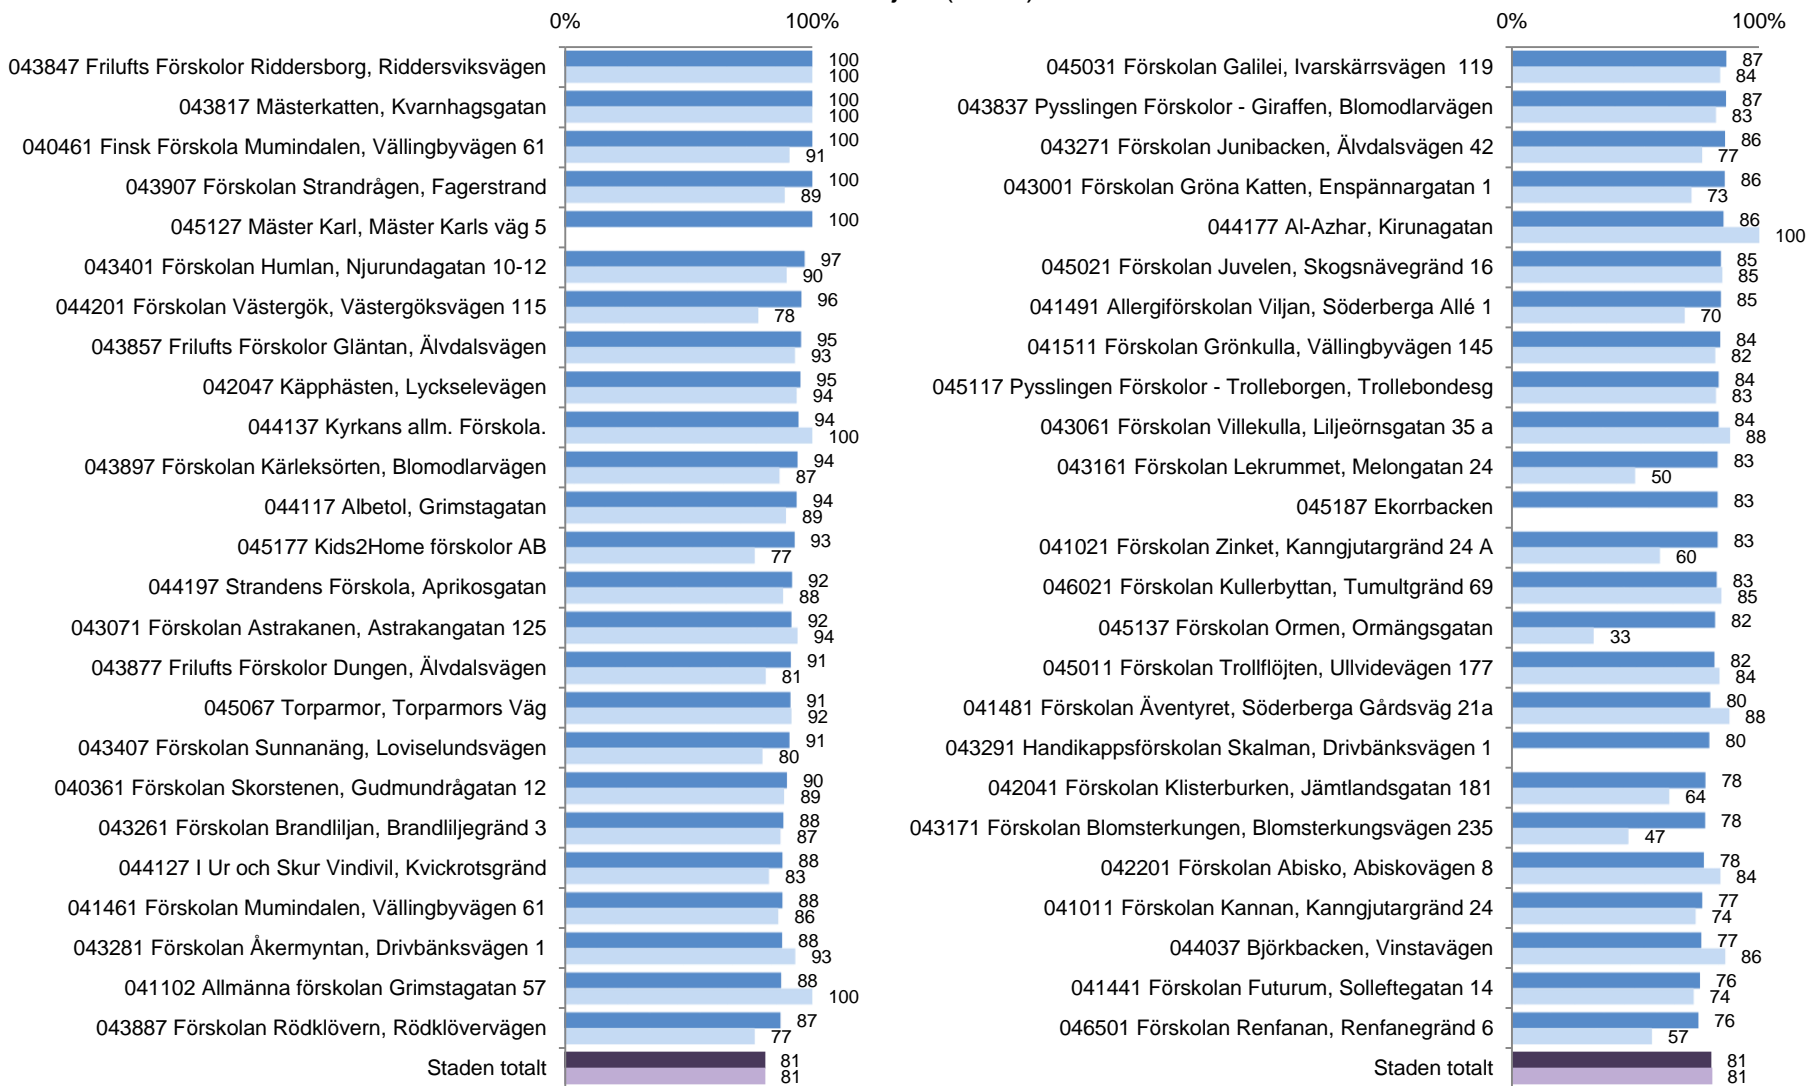 0% 100%
043847 Frilufts Förskolor Riddersborg, Riddersviksvägen 100 100
043817 Mästerkatten, Kvarnhagsgatan 100 100
040461 Finsk Förskola Mumindalen, Vällingbyvägen 61 100 91
043907 Förskolan Strandrågen, Fagerstrand 100 89
045127 Mäster Karl, Mäster Karls väg 5 100
043401 Förskolan Humlan, Njurundagatan 10-12 97 90
044201 Förskolan Västergök, Västergöksvägen 115 96 78
043857 Frilufts Förskolor Gläntan, Älvdalsvägen 95 93
042047 Käpphästen, Lyckselevägen 95 94
044137 Kyrkans allm. Förskola. 94 100
043897 Förskolan Kärleksörten, Blomodlarvägen 94 87
044117 Albetol, Grimstagatan 94 89
045177 Kids2Home förskolor AB 93 77
044197 Strandens Förskola, Aprikosgatan 92 88
043071 Förskolan Astrakanen, Astrakangatan 125 92 94
043877 Frilufts Förskolor Dungen, Älvdalsvägen 91 81
045067 Torparmor, Torparmors Väg 91 92
043407 Förskolan Sunnanäng, Loviselundsvägen 91 80
040361 Förskolan Skorstenen, Gudmundrågatan 12 90 89
043261 Förskolan Brandliljan, Brandliljegränd 3 88 87
044127 I Ur och Skur Vindivil, Kvickrotsgränd 88 83
041461 Förskolan Mumindalen, Vällingbyvägen 61 88 86
043281 Förskolan Åkermyntan, Drivbänksvägen 1 88 93
041102 Allmänna förskolan Grimstagatan 57 88 100
043887 Förskolan Rödklövern, Rödklövervägen 87 77
Staden totalt 81 81
0% 100%
045031 Förskolan Galilei, Ivarskärrsvägen  119 87 84
043837 Pysslingen Förskolor - Giraffen, Blomodlarvägen 87 83
043271 Förskolan Junibacken, Älvdalsvägen 42 86 77
043001 Förskolan Gröna Katten, Enspännargatan 1 86 73
044177 Al-Azhar, Kirunagatan 86 100
045021 Förskolan Juvelen, Skogsnävegränd 16 85 85
041491 Allergiförskolan Viljan, Söderberga Allé 1 85 70
041511 Förskolan Grönkulla, Vällingbyvägen 145 84 82
045117 Pysslingen Förskolor - Trolleborgen, Trollebondesg 84 83
043061 Förskolan Villekulla, Liljeörnsgatan 35 a 84 88
043161 Förskolan Lekrummet, Melongatan 24 83 50
045187 Ekorrbacken 83
041021 Förskolan Zinket, Kanngjutargränd 24 A 83 60
046021 Förskolan Kullerbyttan, Tumultgränd 69 83 85
045137 Förskolan Ormen, Ormängsgatan 82 33
045011 Förskolan Trollflöjten, Ullvidevägen 177 82 84
041481 Förskolan Äventyret, Söderberga Gårdsväg 21a 80 88
043291 Handikappsförskolan Skalman, Drivbänksvägen 1 80
042041 Förskolan Klisterburken, Jämtlandsgatan 181 78 64
043171 Förskolan Blomsterkungen, Blomsterkungsvägen 235 78 47
042201 Förskolan Abisko, Abiskovägen 8 78 84
041011 Förskolan Kannan, Kanngjutargränd 24 77 74
044037 Björkbacken, Vinstavägen 77 86
041441 Förskolan Futurum, Solleftegatan 14 76 74
046501 Förskolan Renfanan, Renfanegränd 6 76 57
Staden totalt 81 81